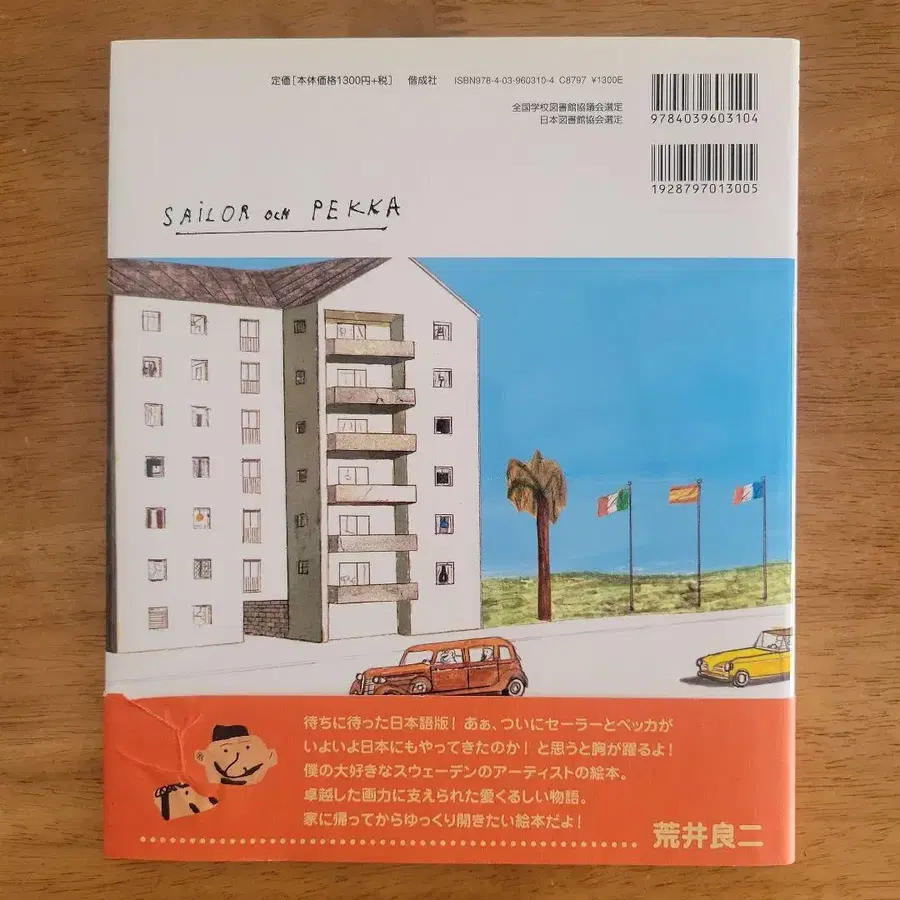 定価[本体価格1300円+税] 偕成社 ISBN978-4-03-960310-4 C8797 ¥1300E
全国学校図書館協議会選定
日本図書館協会選定
9784039603104
1928797013005
SAiLOR OCH PEKKA
待ちに待った日本語版！あぁ、ついにセーラーとペッカが
いよいよ日本にもやってきたのか！と思うと胸が躍るよ！
僕の大好きなスウェーデンのアーティストの絵本。
卓越した画力に支えられた愛くるしい物語。
家に帰ってからゆっくり開きたい絵本だよ！
荒井良二